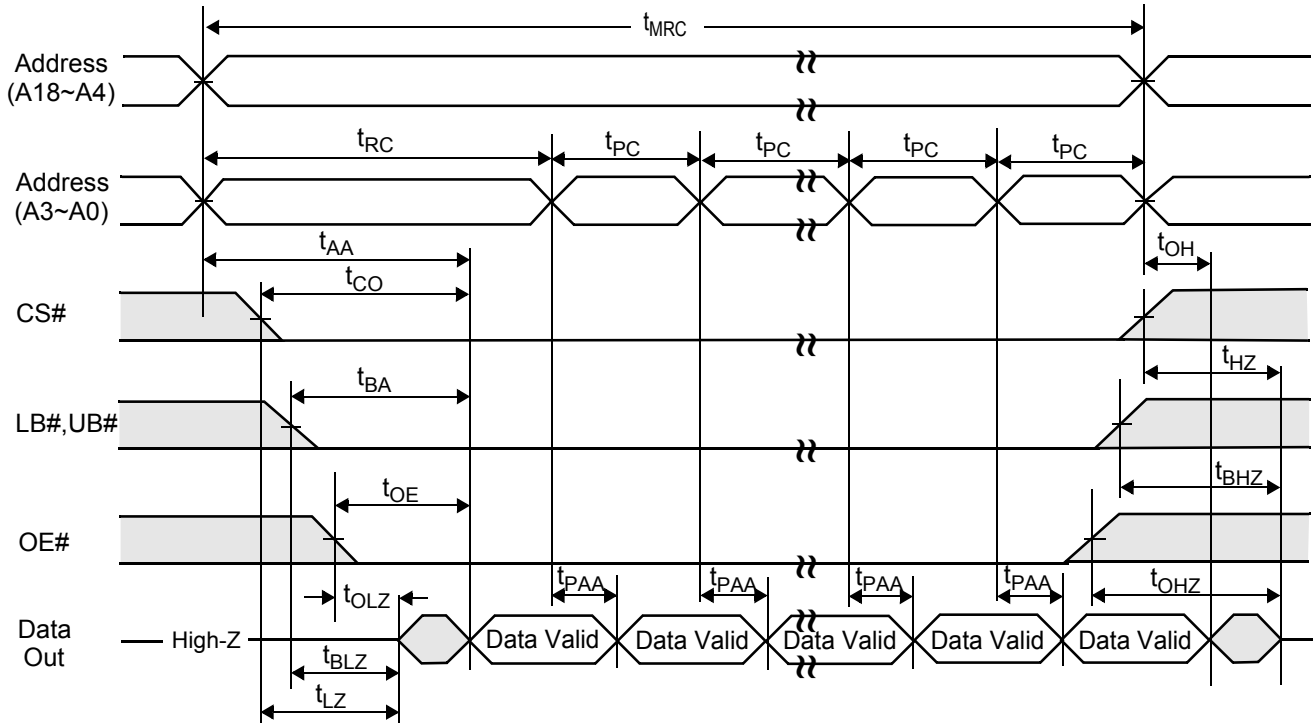 tMRC
Address
(A18~A4)
tRC
tPC
tPC
tPC
tPC
Address
(A3~A0)
tAA
tOH
tCO
CS#
tHZ
tBA
LB#,UB#
tBHZ
tOE
OE#
tPAA
tPAA
tPAA
tPAA
tOHZ
tOLZ
Data
Out
High-Z
Data Valid
Data Valid
Data Valid
Data Valid
Data Valid
tBLZ
tLZ